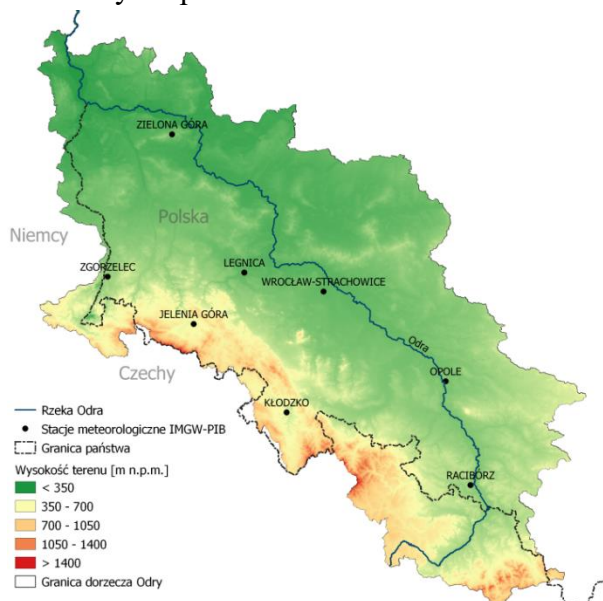 ZIELONA GÓRA
Polska
Niemcy
ZGORZELEC
LEGNICA
WROCŁAW-STRACHOWICE
JELENIA GÓRA
Odra
Czechy
OPOLE
KŁODZKO
RACIBÓRZ
Rzeka Odra
Stacje meteorologiczne IMGW-PIB
Granica państwa
Wysokość terenu [m n.p.m.]
< 350
350 - 700
700 - 1050
1050 - 1400
> 1400
Granica dorzecza Odry